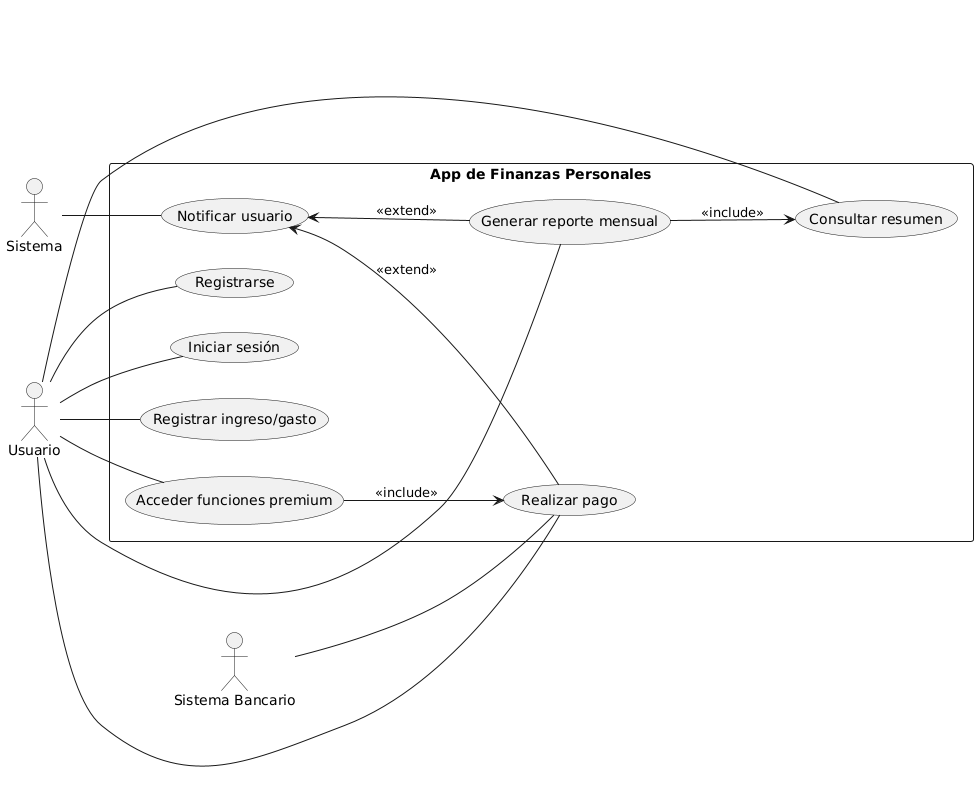 App de Finanzas Personales
Sistema
Notificar usuario
«extend»
Generar reporte mensual
«include»
Consultar resumen
«extend»
Registrarse
Iniciar sesión
Usuario
Registrar ingreso/gasto
Acceder funciones premium
«include»
Realizar pago
Sistema Bancario